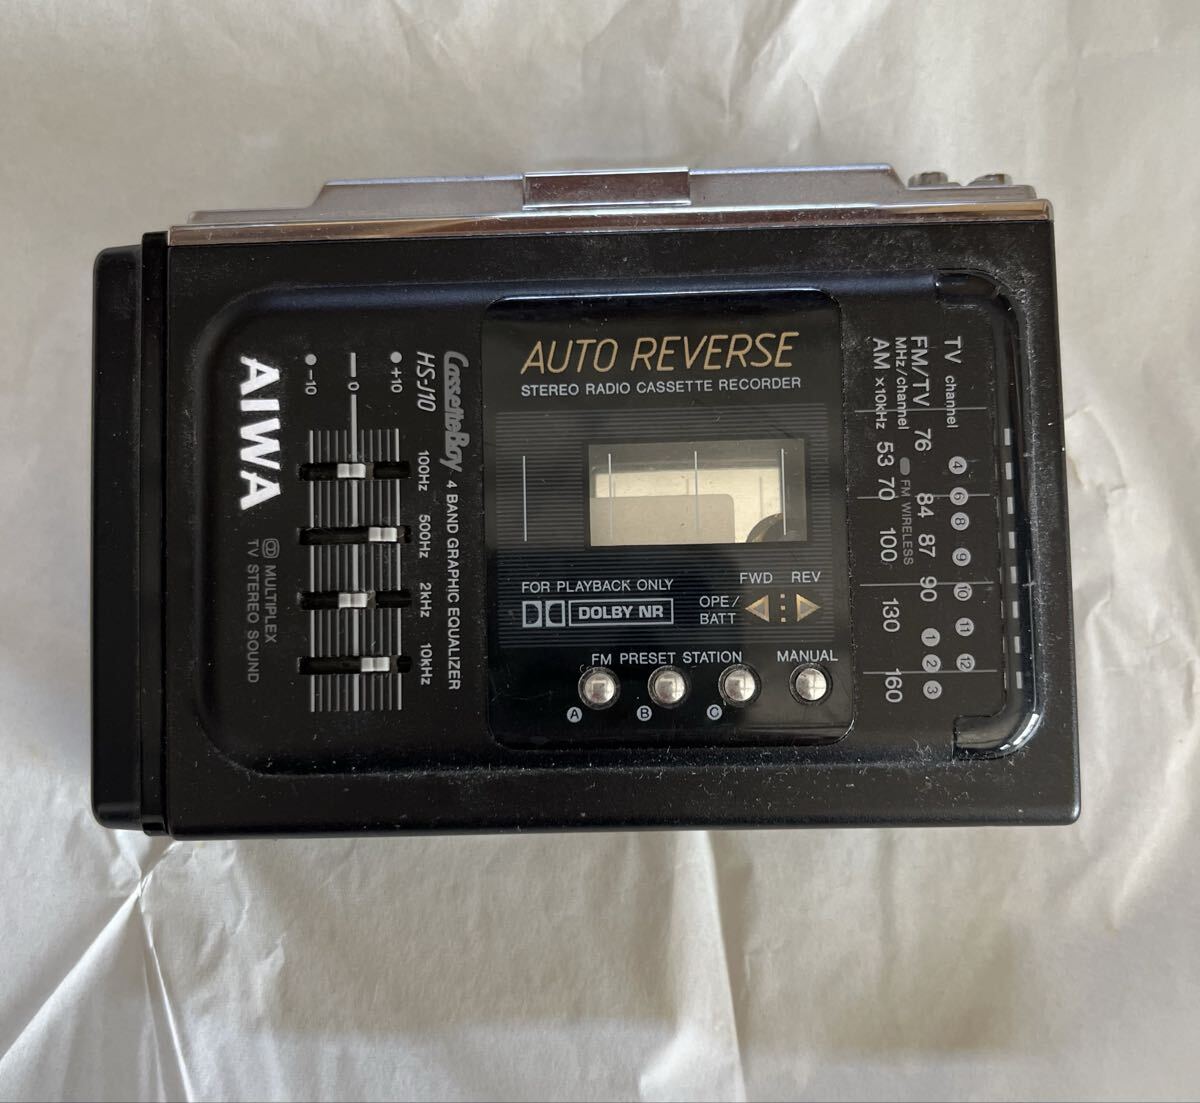 AIWA
MULTIPLEX
TV STEREO SOUND
+10
0
-10
100Hz 500Hz 2kHz 10kHz
CassetteBoy 4 BAND GRAPHIC EQUALIZER
HS-J10
AUTO REVERSE
STEREO RADIO CASSETTE RECORDER
FOR PLAYBACK ONLY
DOLBY NR
FWD REV
OPE/
BATT
FM PRESET STATION
MANUAL
A B C
TV channel 4 6 8 9 10 11 12
1 2 3
FM/TV 76 84 87 90
MHz/channel
FM WIRELESS
AM ×10kHz 53 70 100 130 160